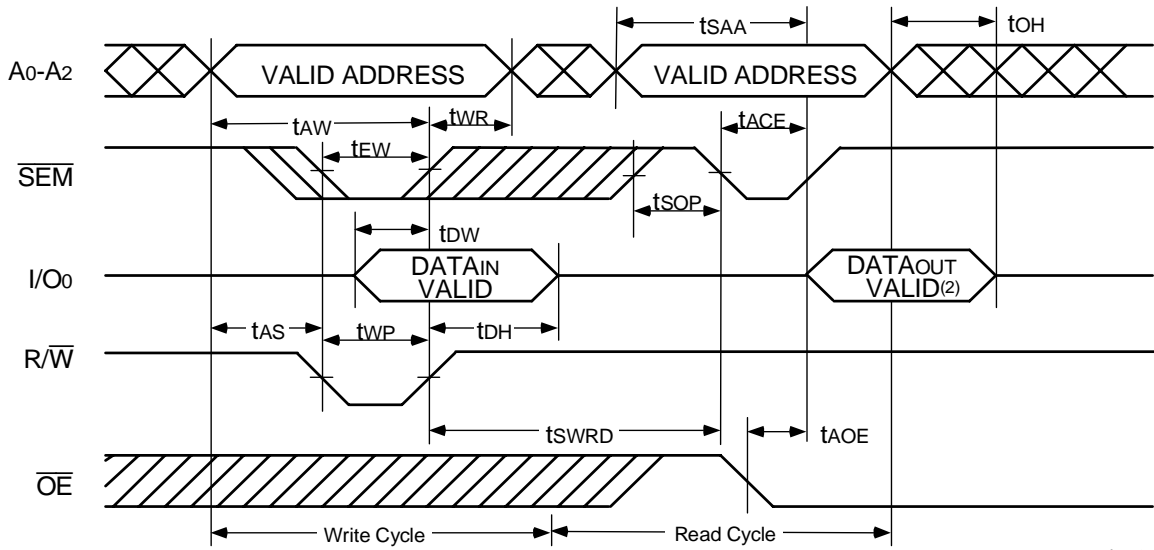 tSAA
tOH
A0-A2
VALID ADDRESS
VALID ADDRESS
tAW
tWR
tACE
tEW
SEM
tSOP
tDW
I/O0
DATAIN
VALID
DATAOUT
VALID(2)
tAS
tWP
tDH
R/W
tSWRD
tAOE
OE
Write Cycle
Read Cycle